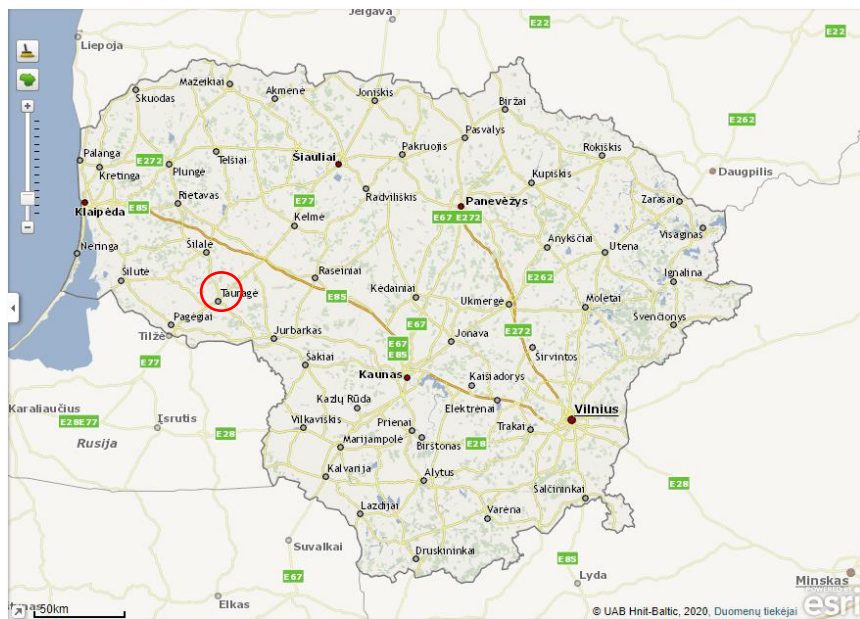 Jelgava
E22
Liepoja
E22
Mažeikiai
Akmenė
Joniškis
Skuodas
Biržai
E262
Pasvalys
Palanga
E272
Telšiai
Šiauliai
Pakruojis
Rokiškis
Plungė
Daugpilis
Kretinga
Kupiškis
Radviliškis
Rietavas
E77
Panevėžys
Zarasai
Klaipėda
E85
E67 E272
Kelmė
Visaginas
Anykščiai
Neringa
Šilalė
Utena
Šilutė
Raseiniai
E262
Ignalina
Tauragė
Kėdainiai
E85
Ukmergė
Molėtai
Pagėgiai
Švenčionys
Tilžė
E67
E272
Jurbarkas
Jonava
E67
E85
Širvintos
E77
Šakiai
Kaunas
Kaišiadorys
Karaliaučius
Kazlų Rūda
Elektrėnai
Vilnius
E28E77
Įsrutis
Vilkaviškis
Prienai
Trakai
E28
Rusija
Marijampolė
Birštonas
E28
Kalvarija
Alytus
E28
Šalčininkai
Lazdijai
Varėna
Suvalkai
Druskininkai
E85
E67
Lyda
Minskas
Elkas
50km
© UAB Hnit-Baltic, 2020, Duomenų tiekėjai
POWERED BY
esri